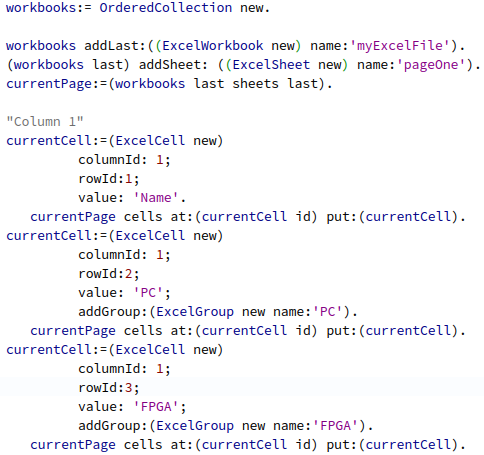 workbooks:= OrderedCollection new.
workbooks addLast:((ExcelWorkbook new) name:'myExcelFile').
(workbooks last) addSheet: ((ExcelSheet new) name:'pageOne').
currentPage:=(workbooks last sheets last).
"Column 1"
currentCell:=(ExcelCell new)
columnId: 1;
rowId:1;
value: 'Name'.
currentPage cells at:(currentCell id) put:(currentCell).
currentCell:=(ExcelCell new)
columnId: 1;
rowId:2;
value: 'PC';
addGroup:(ExcelGroup new name:'PC').
currentPage cells at:(currentCell id) put:(currentCell).
currentCell:=(ExcelCell new)
columnId: 1;
rowId:3;
value: 'FPGA';
addGroup:(ExcelGroup new name:'FPGA').
currentPage cells at:(currentCell id) put:(currentCell).